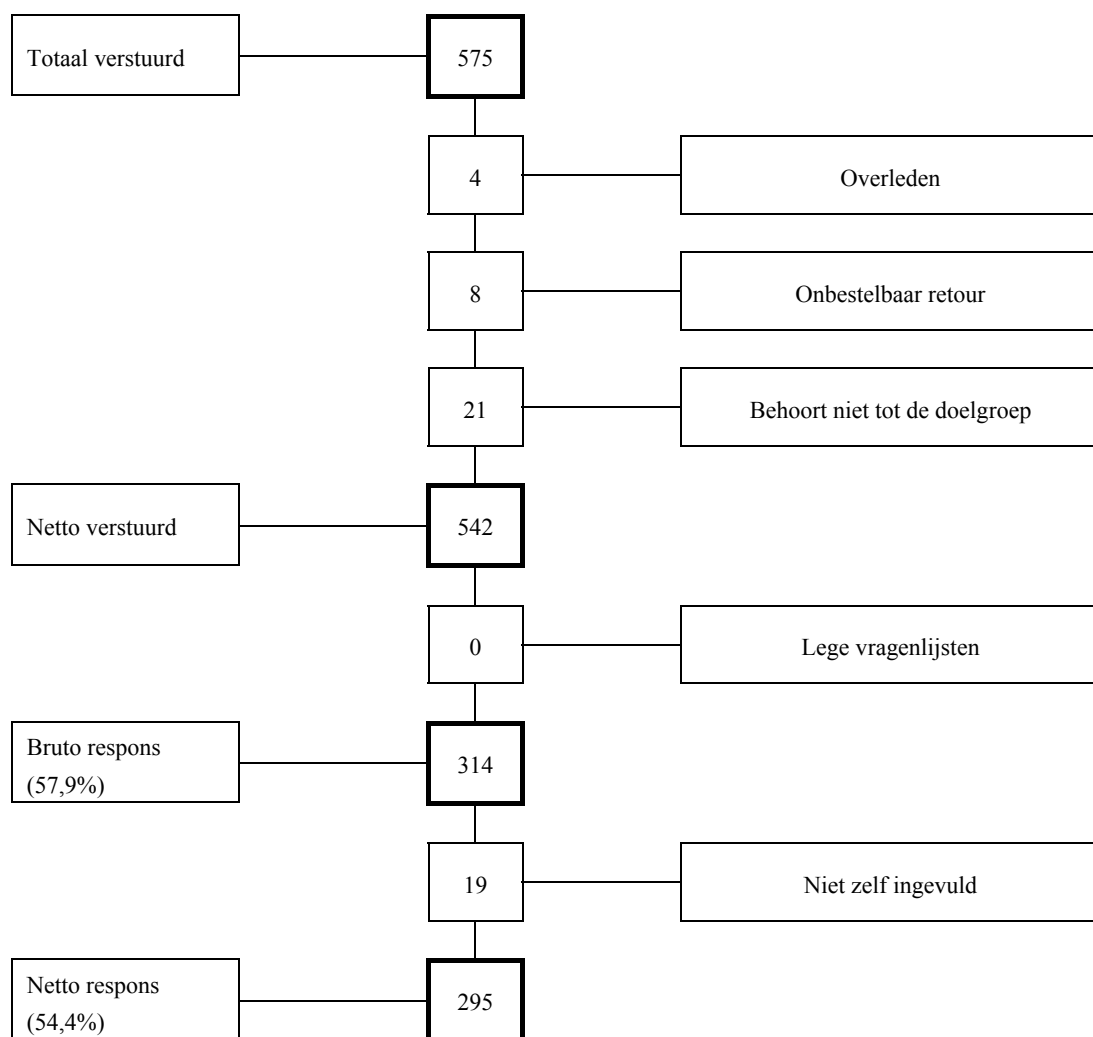 Totaal verstuurd
575
4
Overleden
8
Onbestelbaar retour
21
Behoort niet tot de doelgroep
Netto verstuurd
542
0
Lege vragenlijsten
Bruto respons
(57,9%)
314
19
Niet zelf ingevuld
Netto respons
(54,4%)
295